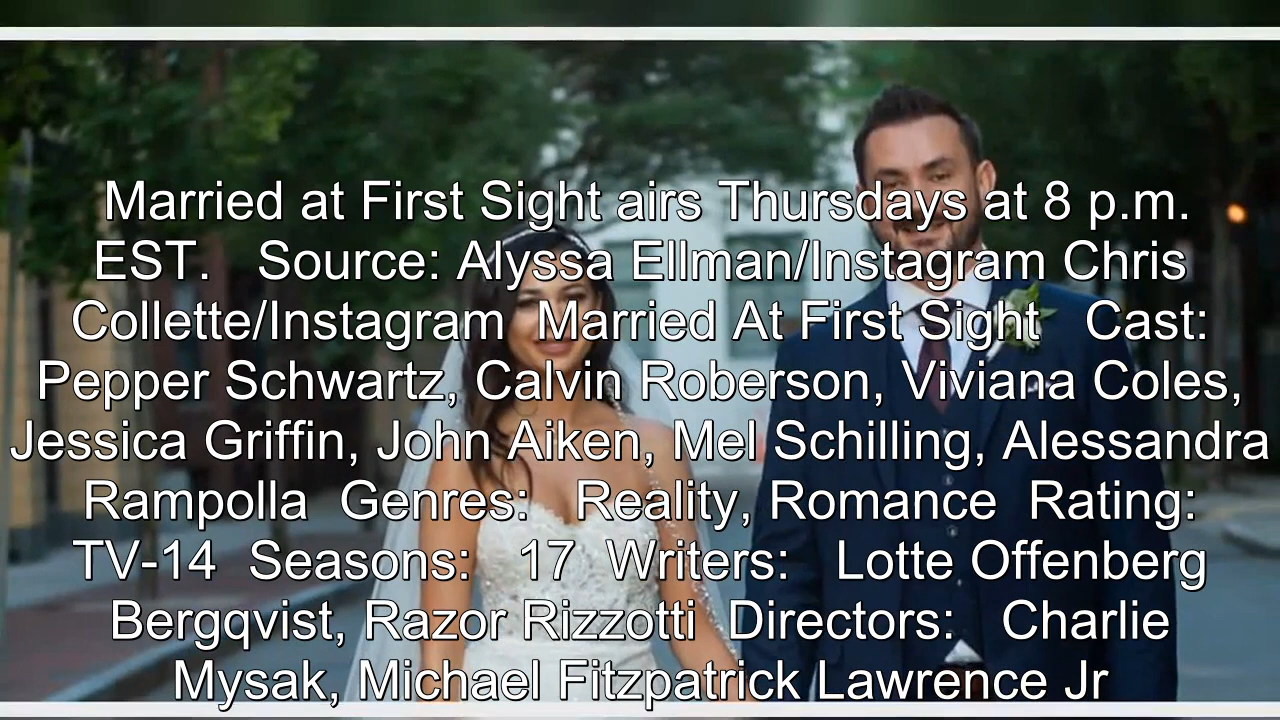 Married at First Sight airs Thursdays at 8 p.m.
EST. Source: Alyssa Ellman/Instagram Chris
Collette/Instagram Married At First Sight Cast:
Pepper Schwartz, Calvin Roberson, Viviana Coles,
Jessica Griffin, John Aiken, Mel Schilling, Alessandra
Rampolla Genres: Reality, Romance Rating:
TV-14 Seasons: 17 Writers: Lotte Offenberg
Bergqvist, Razor Rizzotti Directors: Charlie
Mysak, Michael Fitzpatrick Lawrence Jr